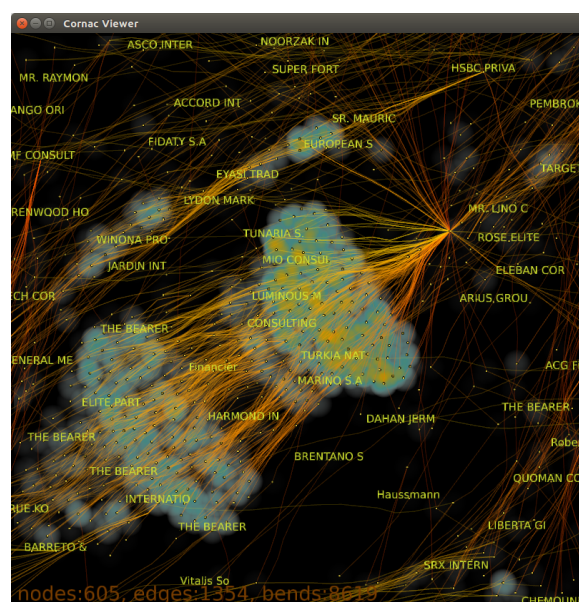 Cornac Viewer
ASCO.INTER
NOORZAK IN
SUPER FORT
HSBC PRIVA
MR. RAYMON
ANGO ORI
ACCORD INT
PEMBROK
SR. MAURIC
FIDATY S.A
EUROPEAN S
MF CONSULT
TARGET
EYASI TRAD
LYDON MARK
MR. LINO C
RENWOOD HO
TUNARIA S.
ROSE ELITE
WINONA PRO
MIO CONSUL
JARDIN INT
ELEBAN COR
ECH COR
LUMINOUS M
ARIUS GROU
CONSULTING
THE BEARER
TURKIA NAT
ENERAL ME
Financier
ACG F
MARINO S.A
ELITE PART
HARMOND IN
THE BEARER
DAHAN JERM
THE BEARER
Rober
BRENTANO S
THE BEARER
QUOMAN CO
INTERNATIO
Haussmann
RUE KO
THE BEARER
LIBERTA GI
BARRETO &
SRX INTERN
Vitalis So
nodes:605, edges:1354, bends:8619
CHEMOUN